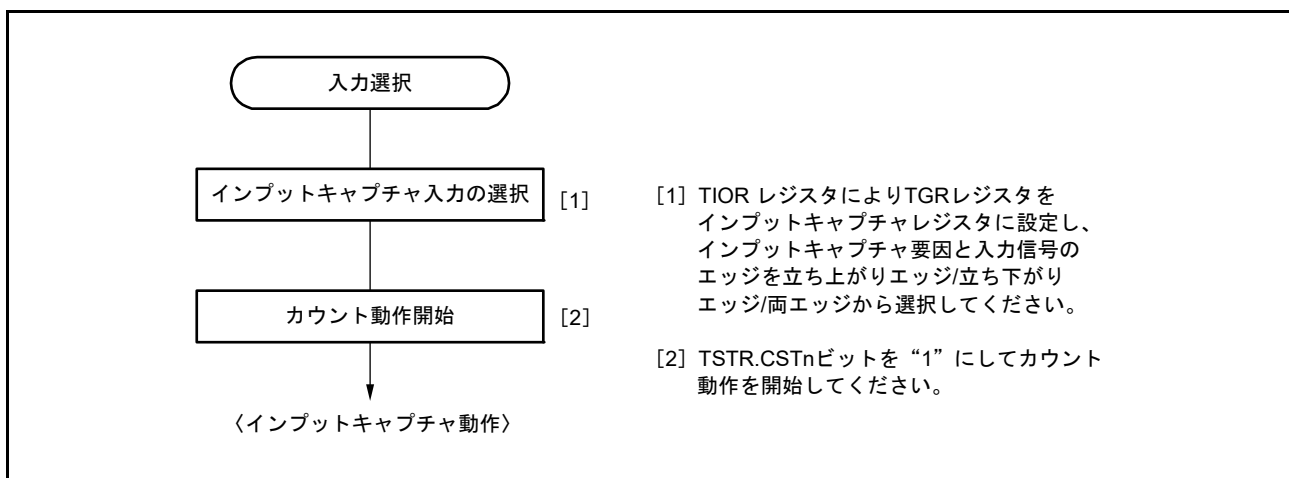 入力選択
インプットキャプチャ入力の選択 [1]
カウント動作開始 [2]
〈インプットキャプチャ動作〉
[1] TIOR レジスタによりTGRレジスタを
インプットキャプチャレジスタに設定し、
インプットキャプチャ要因と入力信号の
エッジを立ち上がりエッジ/立ち下がり
エッジ/両エッジから選択してください。
[2] TSTR.CSTnビットを“1”にしてカウント
動作を開始してください。